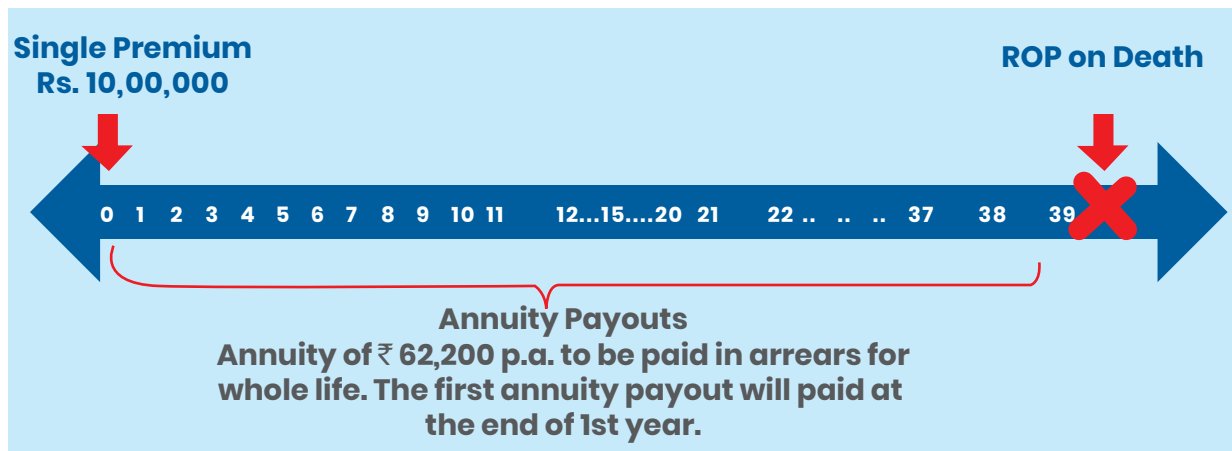 Single Premium
Rs. 10,00,000
ROP on Death
0 1 2 3 4 5 6 7 8 9 10 11 12...15....20 21 22 .. .. .. 37 38 39
Annuity Payouts
Annuity of ₹ 62,200 p.a. to be paid in arrears for
whole life. The first annuity payout will paid at
the end of 1st year.